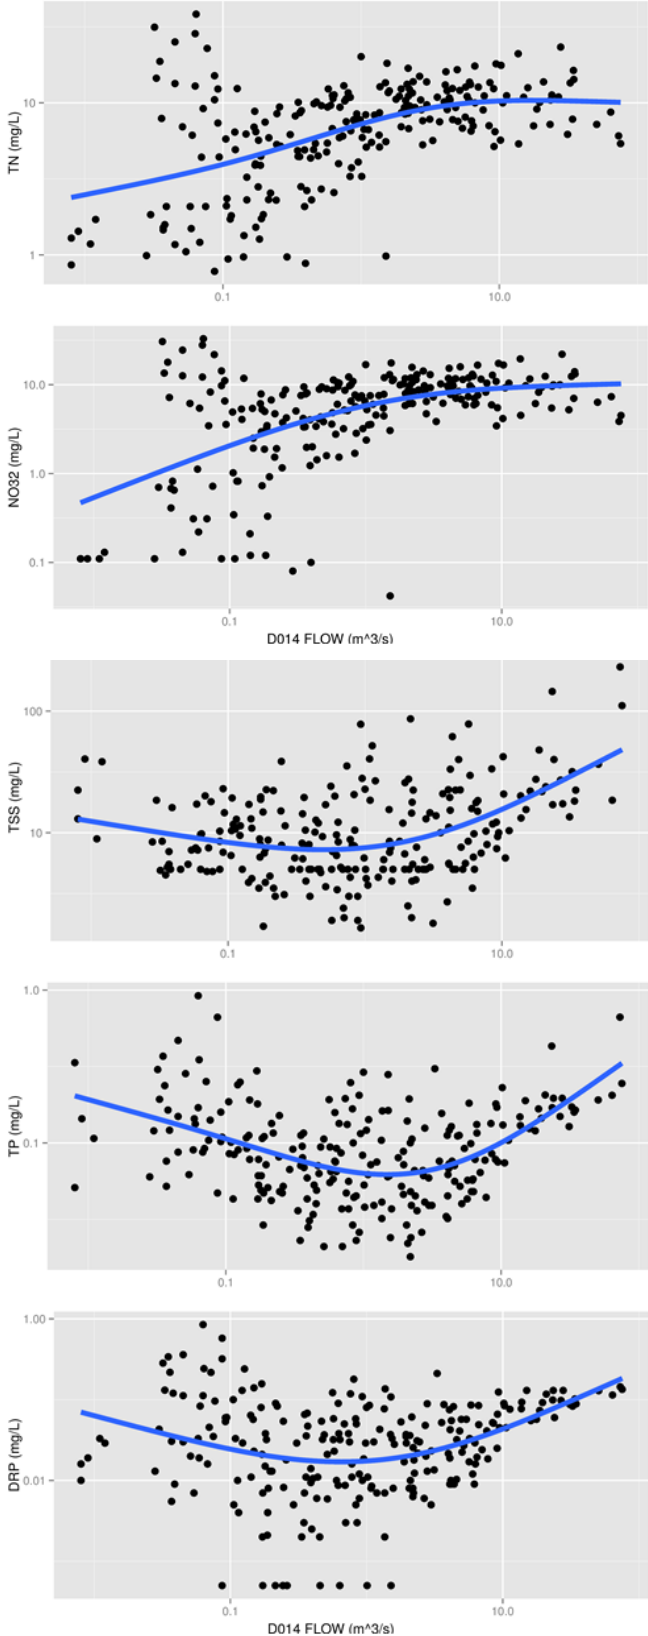 10
1
TN (mg/L)
0.1 10.0
10.0
1.0
0.1
NO32 (mg/L)
0.1 10.0
D014 FLOW (m^3/s)
100
10
TSS (mg/L)
0.1 10.0
1.0
0.1
TP (mg/L)
0.1 10.0
1.00
0.01
DRP (mg/L)
0.1 10.0
D014 FLOW (m^3/s)